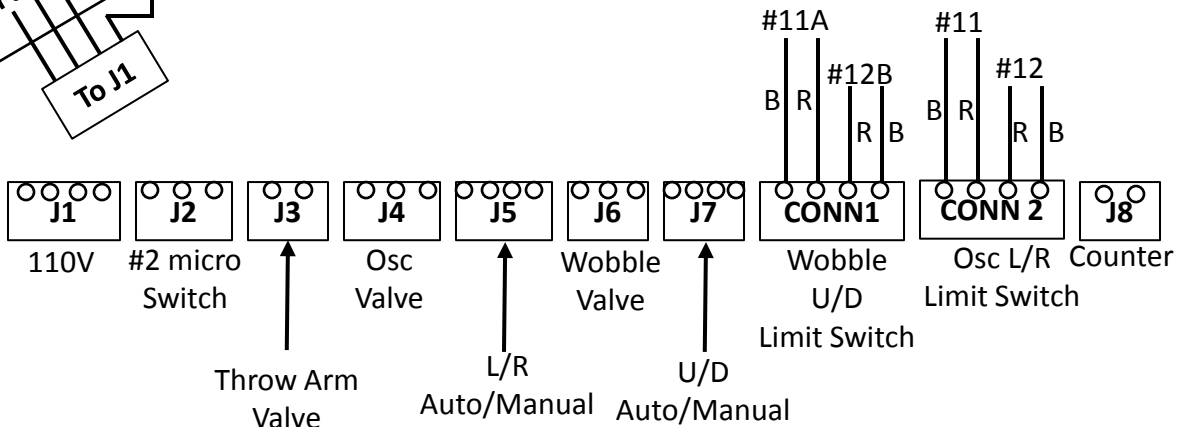 To J1
#11A
#11
#12B
#12
B R
R B
B R
R B
J1
J2
J3
J4
J5
J6
J7
CONN1
CONN 2
J8
110V
#2 micro
Switch
Throw Arm
Valve
Osc
Valve
L/R
Auto/Manual
Wobble
Valve
U/D
Auto/Manual
Wobble
U/D
Limit Switch
Osc L/R
Limit Switch
Counter